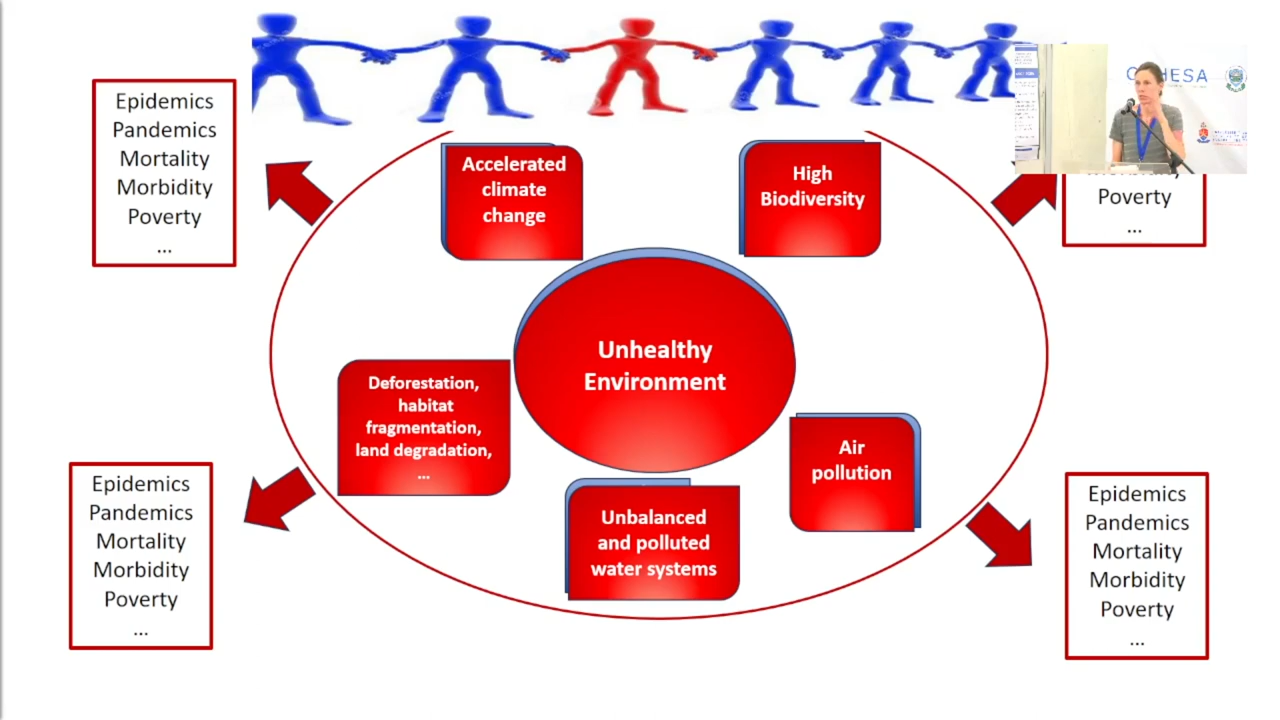 Epidemics
Pandemics
Mortality
Morbidity
Poverty
...
Accelerated
climate
change
High
Biodiversity
HESA
Poverty
...
Unhealthy
Environment
Deforestation,
habitat
fragmentation,
land degradation,
...
Air
pollution
Unbalanced
and polluted
water systems
Epidemics
Pandemics
Mortality
Morbidity
Poverty
...
Epidemics
Pandemics
Mortality
Morbidity
Poverty
...